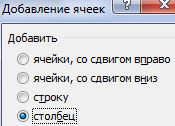 Добавление ячеек
Добавить
ячейки, со сдвигом вправо
ячейки, со сдвигом вниз
строку
столбец